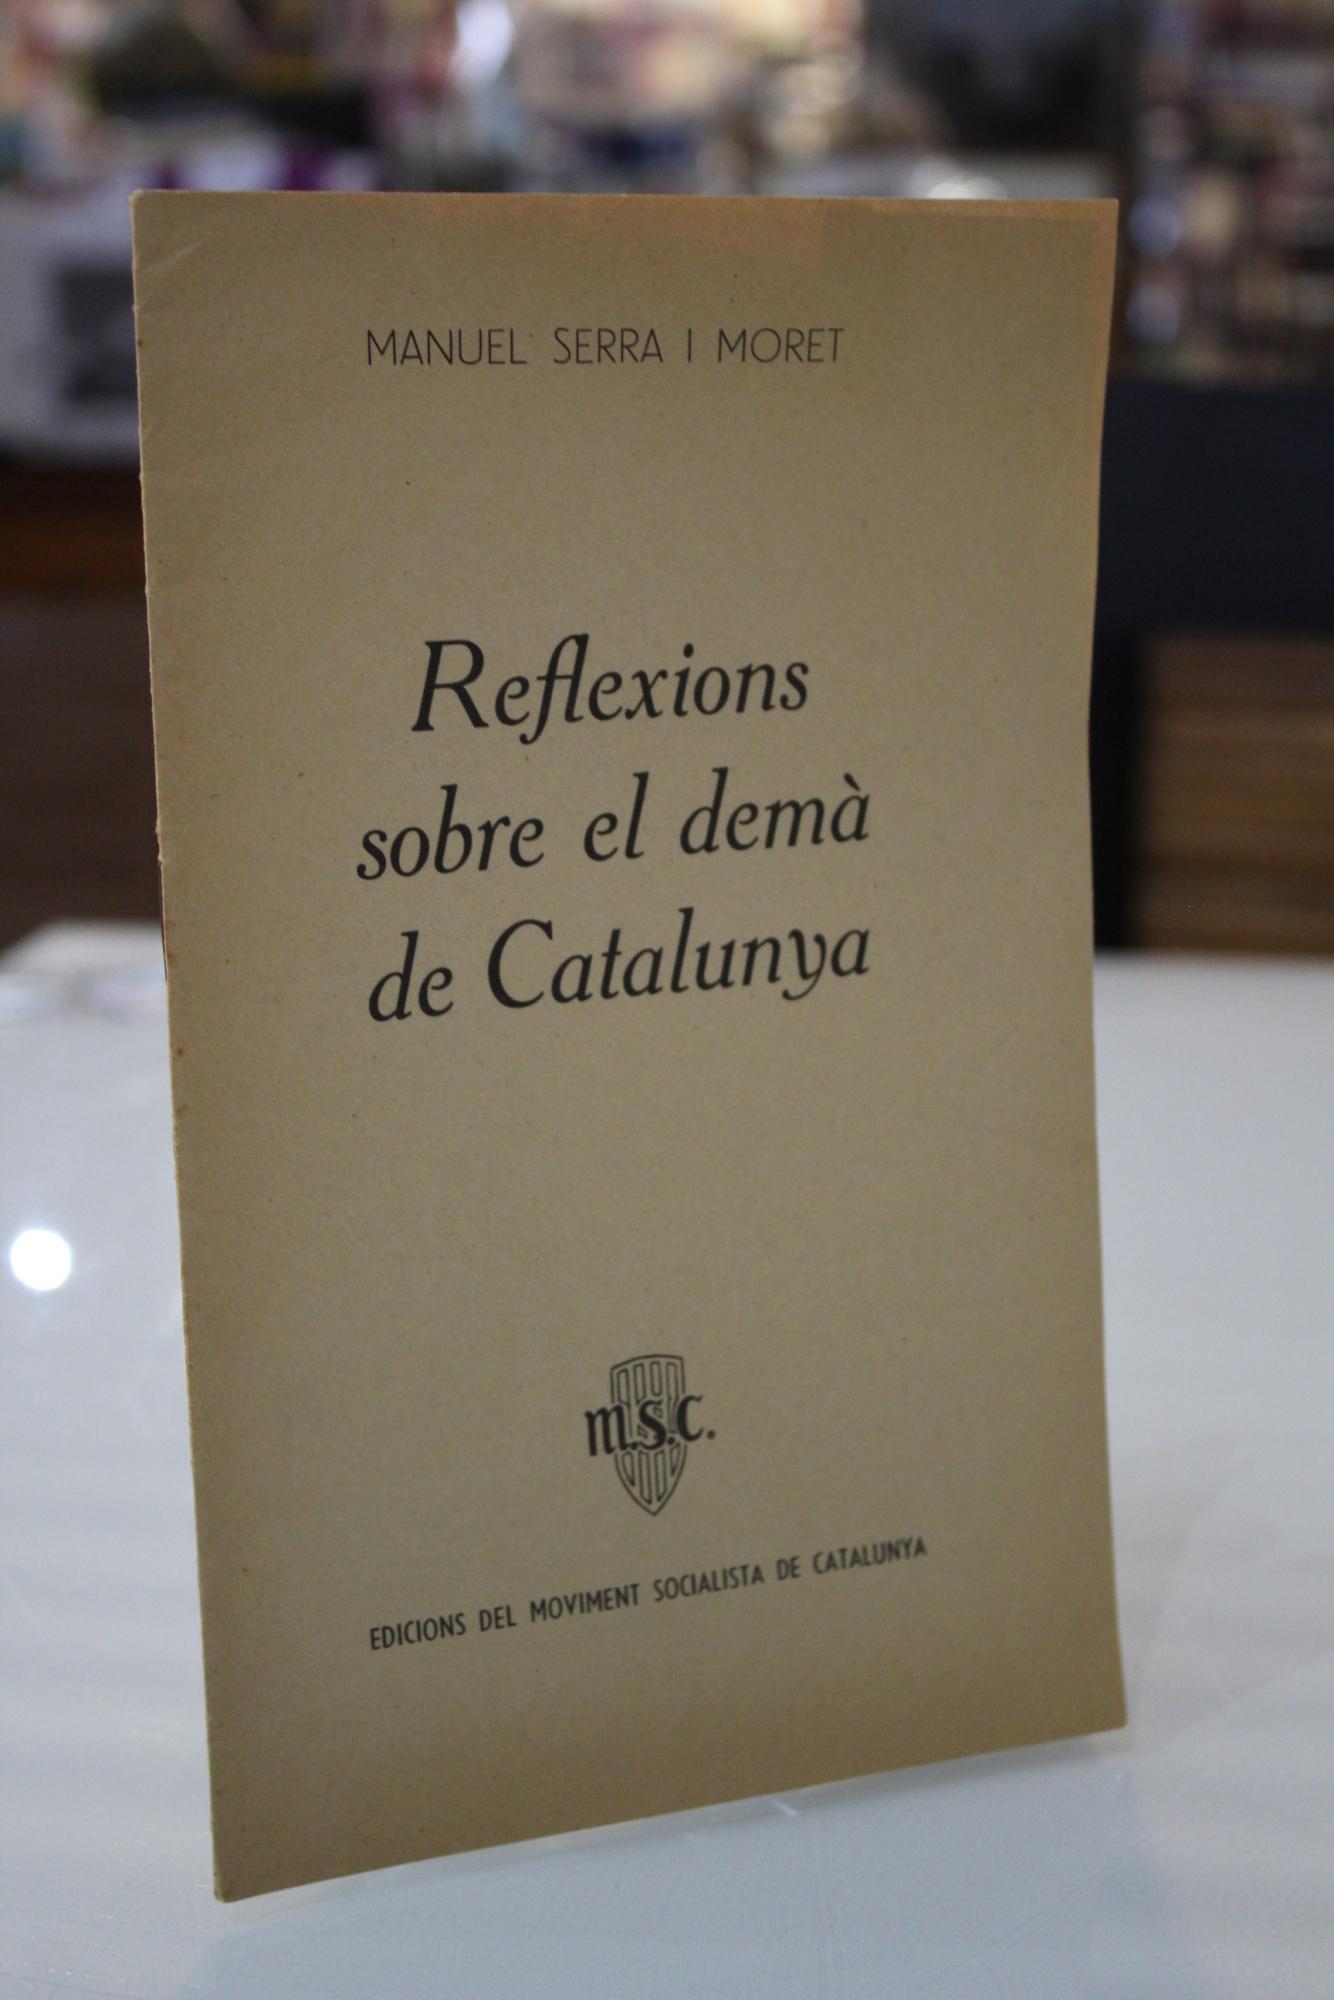 MANUEL SERRA I MORET
Reflexions
sobre el demà
de Catalunya
m.s.c.
EDICIONS DEL MOVIMENT SOCIALISTA DE CATALUNYA